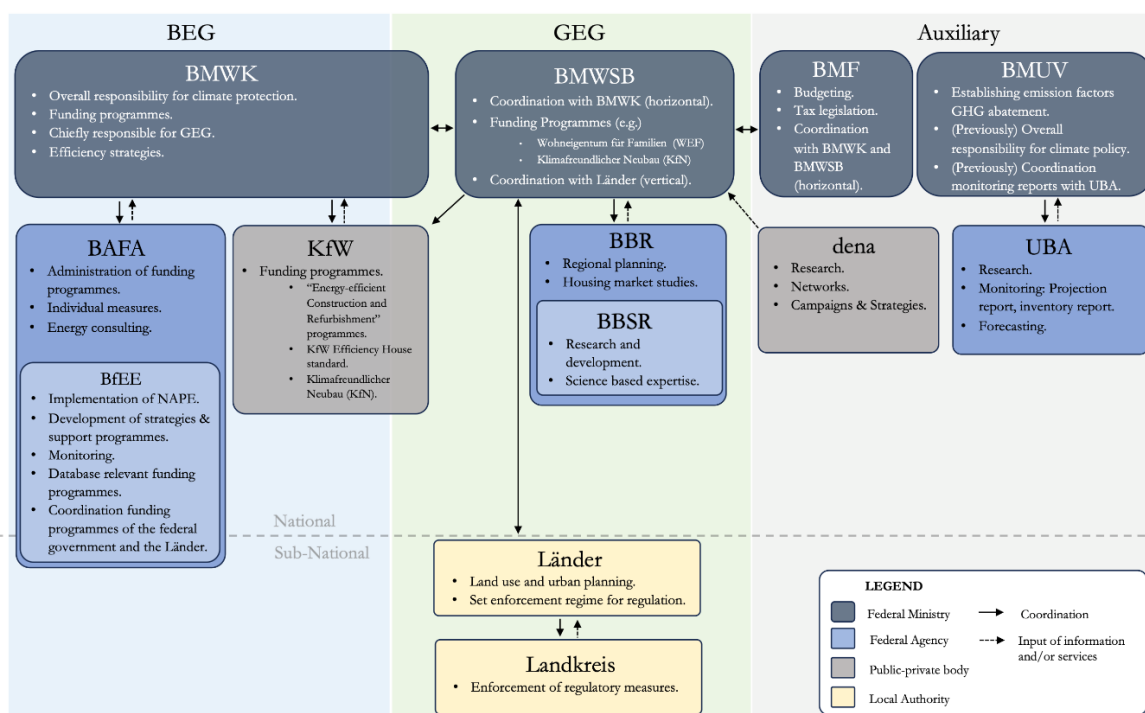 BEG
GEG
Auxiliary
BMWK
• Overall responsibility for climate protection.
• Funding programmes.
• Chiefly responsible for GEG.
• Efficiency strategies.
BMWSB
• Coordination with BMWK (horizontal).
• Funding Programmes (e.g.)
• Wohneigentum für Familien (WEF)
• Klimafreundlicher Neubau (KfN)
• Coordination with Länder (vertical).
BMF
• Budgeting.
• Tax legislation.
• Coordination
with BMWK and
BMWSB
(horizontal).
BMUV
• Establishing emission factors
GHG abatement.
• (Previously) Overall
responsibility for climate policy.
• (Previously) Coordination
monitoring reports with UBA.
BAFA
• Administration of funding
programmes.
• Individual measures.
• Energy consulting.
BfEE
• Implementation of NAPE.
• Development of strategies &
support programmes.
• Monitoring.
• Database relevant funding
programmes.
• Coordination funding
programmes of the federal
government and the Länder.
KfW
• Funding programmes.
• “Energy-efficient
Construction and
Refurbishment”
programmes.
• KfW Efficiency House
standard.
• Klimafreundlicher
Neubau (KfN).
BBR
• Regional planning.
• Housing market studies.
BBSR
• Research and
development.
• Science based expertise.
dena
• Research.
• Networks.
• Campaigns & Strategies.
UBA
• Research.
• Monitoring: Projection
report, inventory report.
• Forecasting.
National
Sub-National
Länder
• Land use and urban planning.
• Set enforcement regime for regulation.
Landkreis
• Enforcement of regulatory measures.
LEGEND
Federal Ministry
Coordination
Federal Agency
Input of information
and/or services
Public-private body
Local Authority